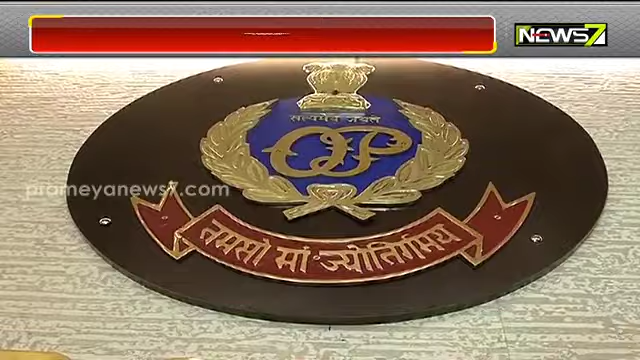 NEWS7
सत्यमेव जयते
OP
prameyanews7.com
तमसो मां ज्योतिर्गमय